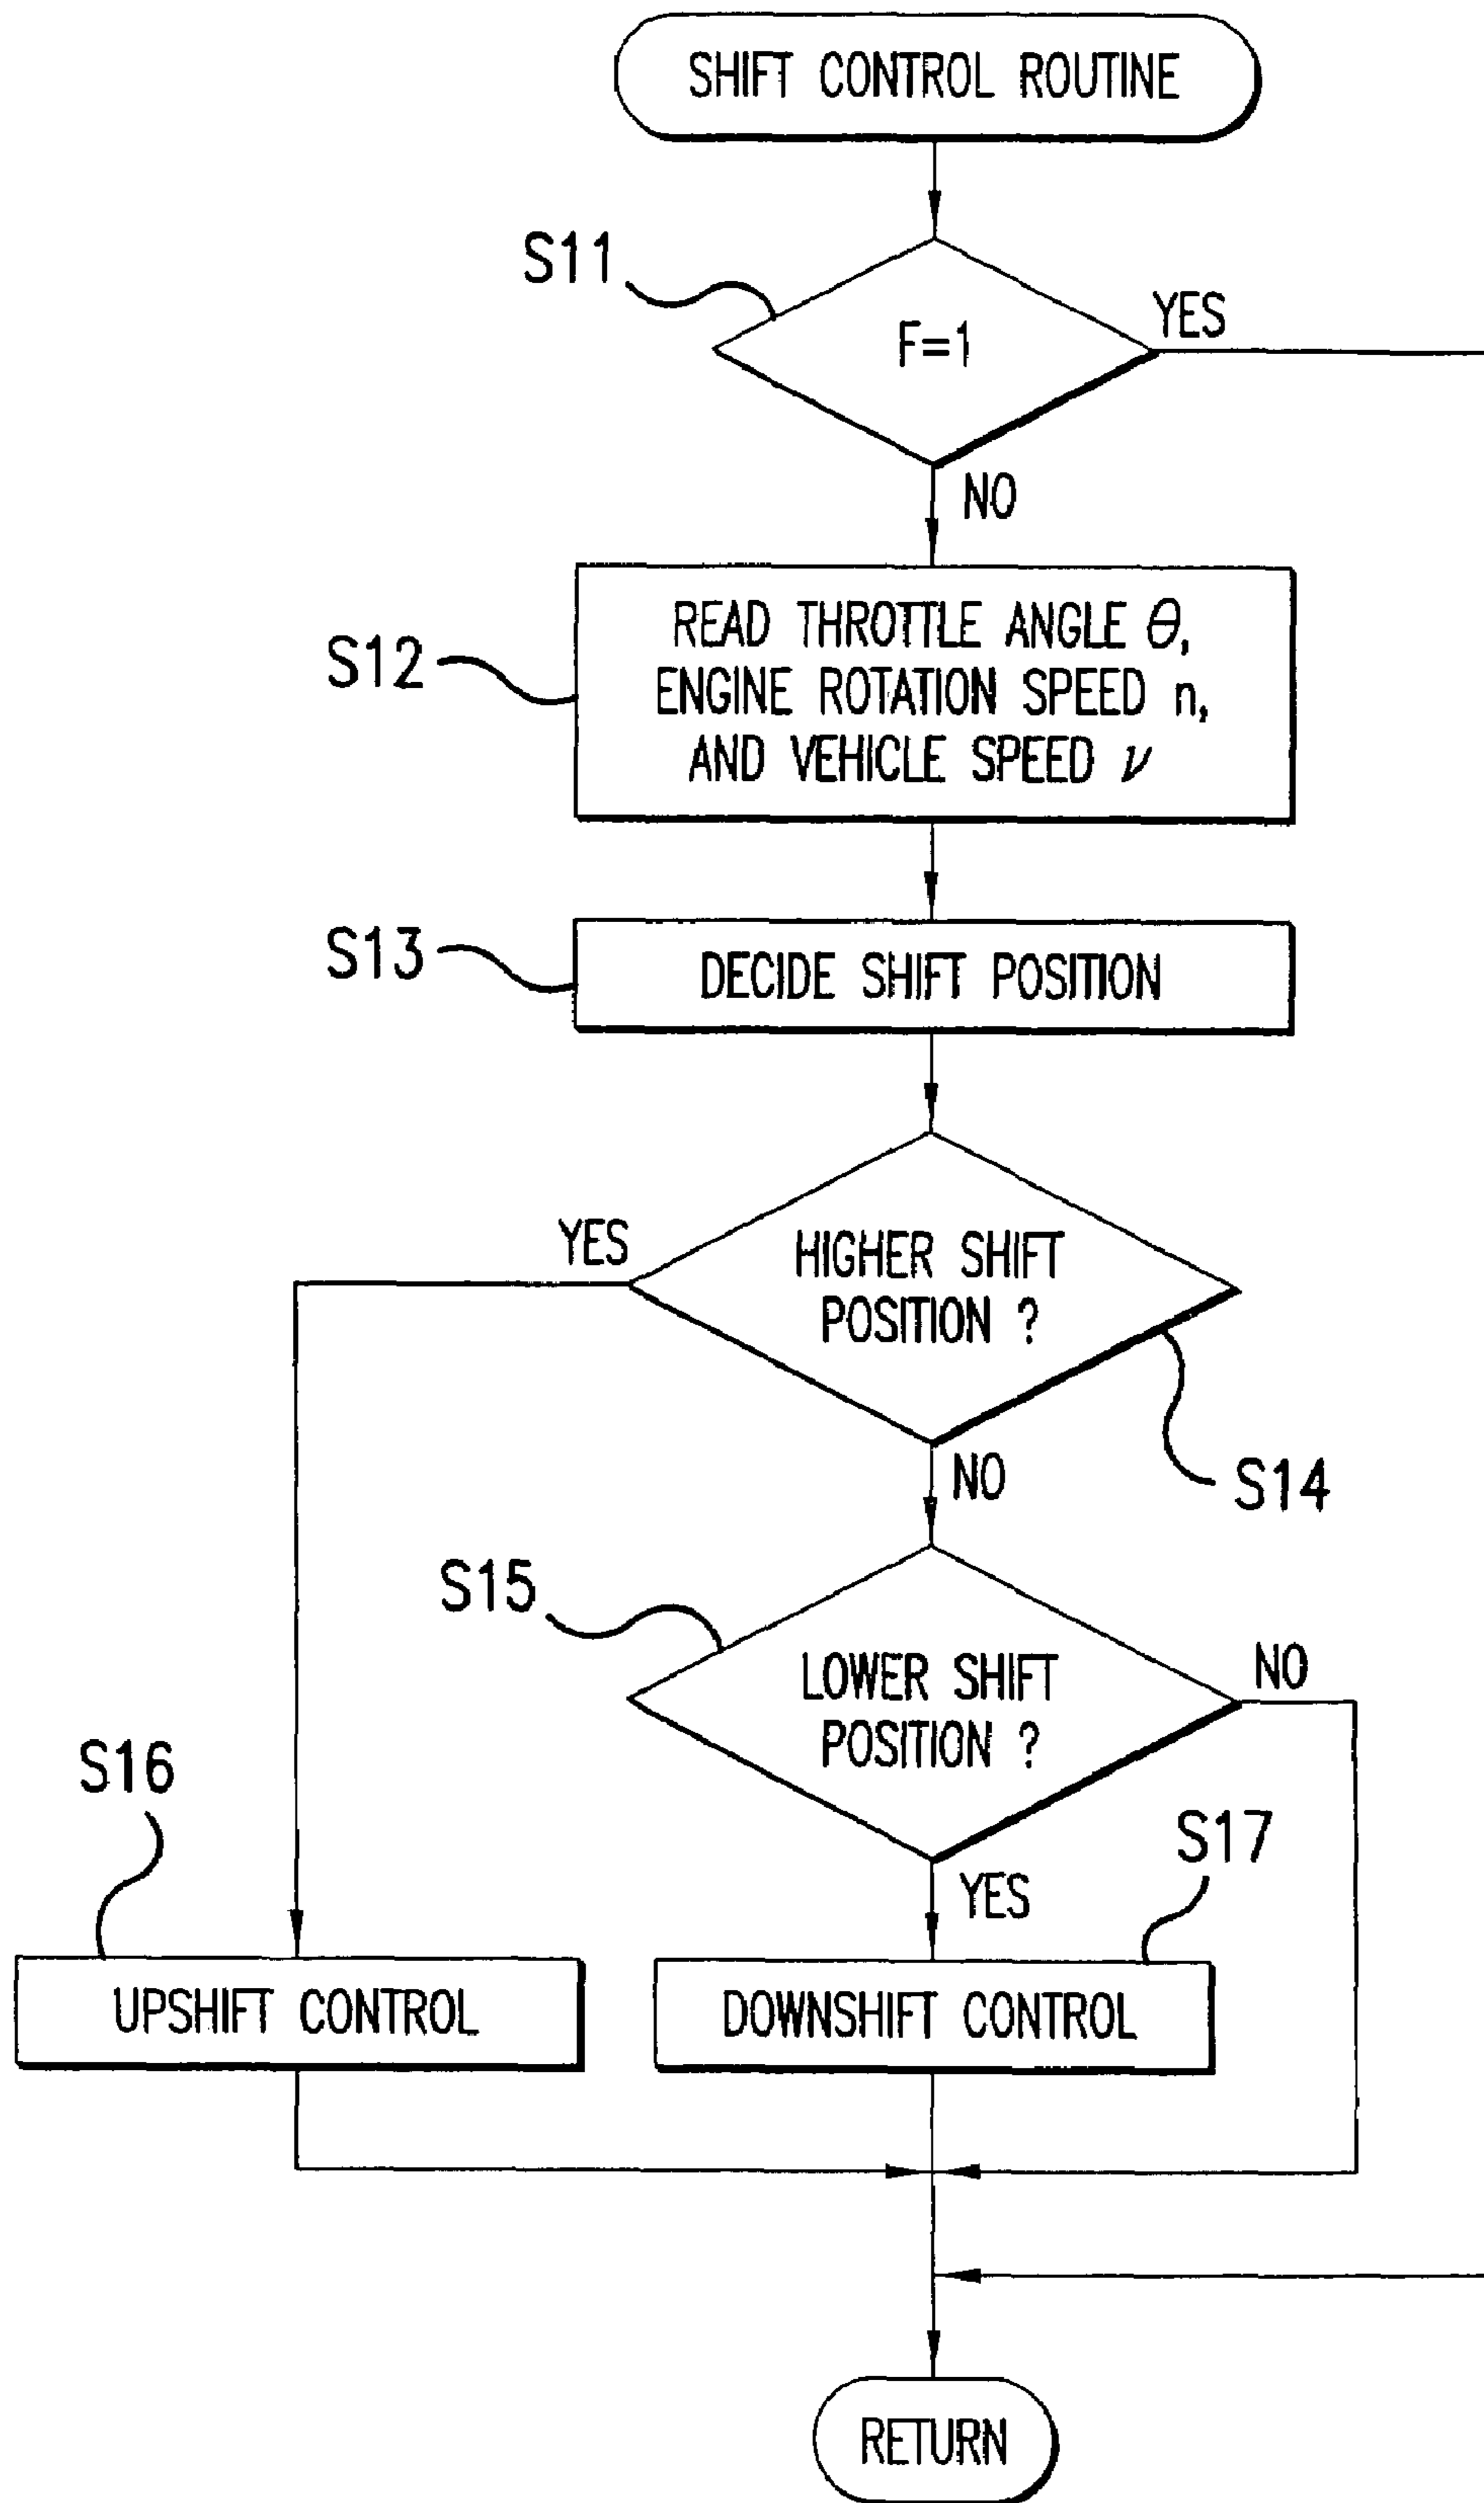 SHIFT CONTROL ROUTINE
S11
F=1
YES
NO
S12
READ THROTTLE ANGLE θ,
ENGINE ROTATION SPEED n,
AND VEHICLE SPEED ν
S13
DECIDE SHIFT POSITION
YES
HIGHER SHIFT
POSITION ?
NO
S14
S15
LOWER SHIFT
POSITION ?
NO
S16
S17
YES
UPSHIFT CONTROL
DOWNSHIFT CONTROL
RETURN